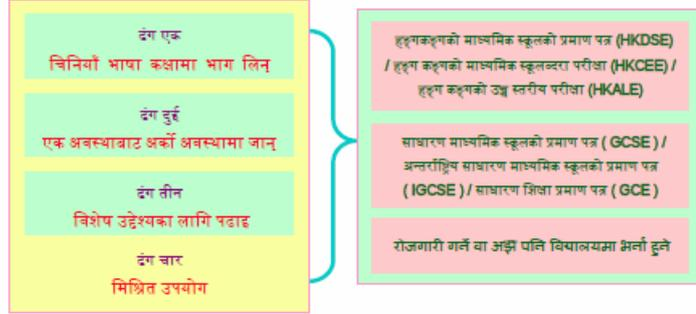 ढंग एक
चिनियाँ भाषा कक्षामा भाग लिनु
ढंग दुई
एक अवस्थाबाट अर्को अवस्थामा जानु
ढंग तीन
विशेष उद्देश्यका लागि पढाइ
ढंग चार
मिश्रित उपयोग
हङ्गकङ्गको माध्यमिक स्कूलको प्रमाण पत्र (HKDSE)
/ हङ्ग कङ्गको माध्यमिक स्कूलब्दरा परीक्षा (HKCEE) /
हङ्ग कङ्गको उच्च स्तरीय परीक्षा (HKALE)
साधारण माध्यमिक स्कूलको प्रमाण पत्र ( GCSE ) /
अन्तर्राष्ट्रिय साधारण माध्यमिक स्कूलको प्रमाण पत्र
( IGCSE ) / साधारण शिक्षा प्रमाण पत्र ( GCE )
रोजगारी गर्ने वा अझै पनि विद्यालयमा भर्ना हुने